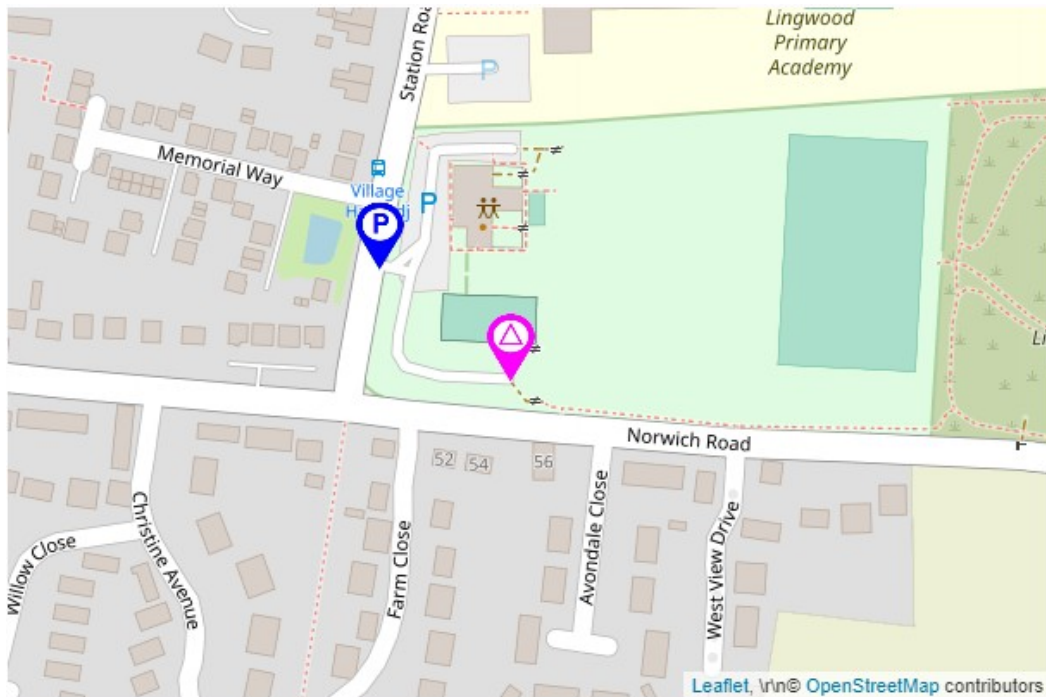 Lingwood
Primary
Academy
Station
P
Memorial Way
Village
P
P
Norwich Road
52
54
56
Christine Avenue
Willow Close
Farm Close
Avondale Close
West View Drive
Leaflet, \r\n© OpenStreetMap contributors